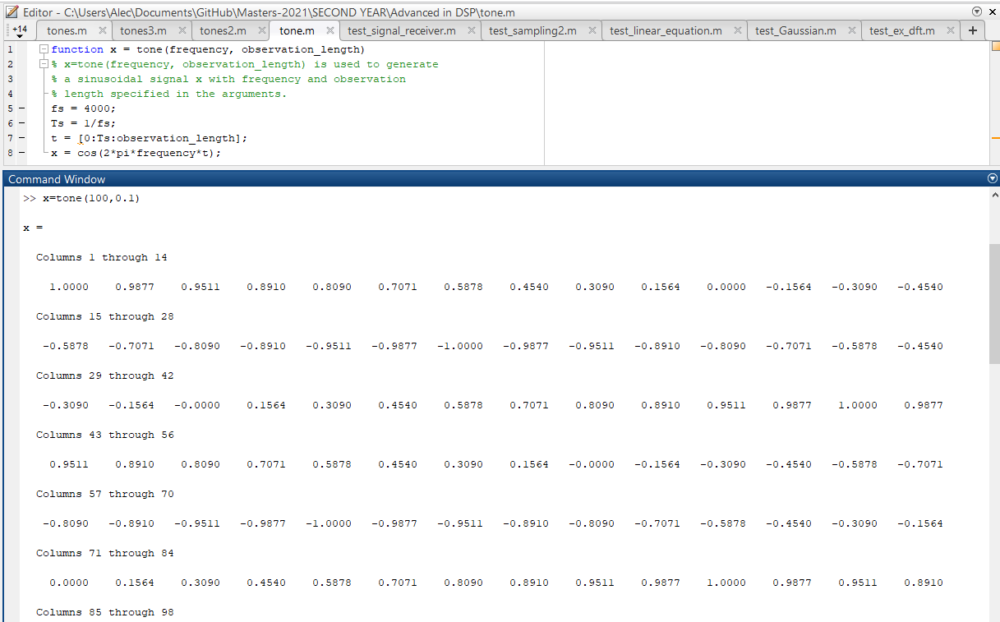 Editor - C:\Users\Alec\Documents\GitHub\Masters-2021\SECOND YEAR\Advanced in DSP\tone.m
+14 tones.m tones3.m tones2.m tone.m test_signal_receiver.m test_sampling2.m test_linear_equation.m test_Gaussian.m test_ex_dft.m +
1 function x = tone(frequency, observation_length)
2 % x=tone(frequency, observation_length) is used to generate
3 % a sinusoidal signal x with frequency and observation
4 % length specified in the arguments.
5 fs = 4000;
6 Ts = 1/fs;
7 t = [0:Ts:observation_length];
8 x = cos(2*pi*frequency*t);
Command Window
>> x=tone(100,0.1)
x =
Columns 1 through 14
1.0000 0.9877 0.9511 0.8910 0.8090 0.7071 0.5878 0.4540 0.3090 0.1564 0.0000 -0.1564 -0.3090 -0.4540
Columns 15 through 28
-0.5878 -0.7071 -0.8090 -0.8910 -0.9511 -0.9877 -1.0000 -0.9877 -0.9511 -0.8910 -0.8090 -0.7071 -0.5878 -0.4540
Columns 29 through 42
-0.3090 -0.1564 -0.0000 0.1564 0.3090 0.4540 0.5878 0.7071 0.8090 0.8910 0.9511 0.9877 1.0000 0.9877
Columns 43 through 56
0.9511 0.8910 0.8090 0.7071 0.5878 0.4540 0.3090 0.1564 -0.0000 -0.1564 -0.3090 -0.4540 -0.5878 -0.7071
Columns 57 through 70
-0.8090 -0.8910 -0.9511 -0.9877 -1.0000 -0.9877 -0.9511 -0.8910 -0.8090 -0.7071 -0.5878 -0.4540 -0.3090 -0.1564
Columns 71 through 84
0.0000 0.1564 0.3090 0.4540 0.5878 0.7071 0.8090 0.8910 0.9511 0.9877 1.0000 0.9877 0.9511 0.8910
Columns 85 through 98